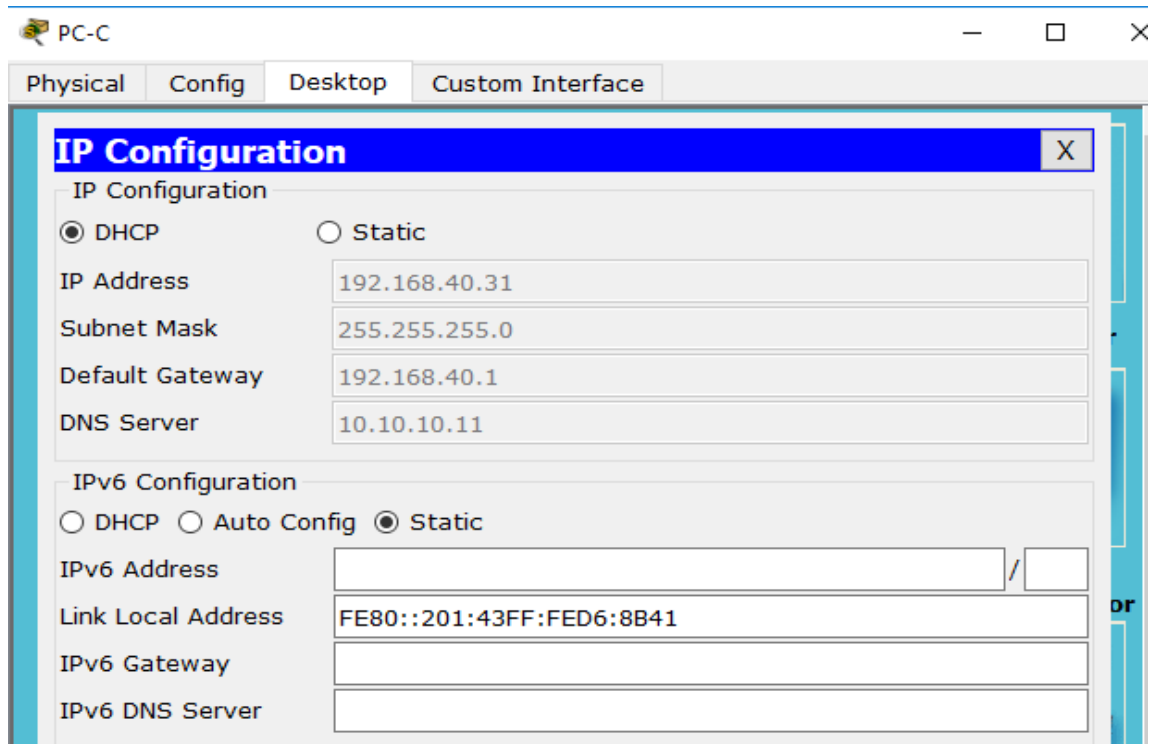 PC-C
Physical Config Desktop Custom Interface
IP Configuration X
IP Configuration
DHCP Static
IP Address 192.168.40.31
Subnet Mask 255.255.255.0
Default Gateway 192.168.40.1
DNS Server 10.10.10.11
IPv6 Configuration
DHCP Auto Config Static
IPv6 Address /
Link Local Address FE80::201:43FF:FED6:8B41
or
IPv6 Gateway
IPv6 DNS Server